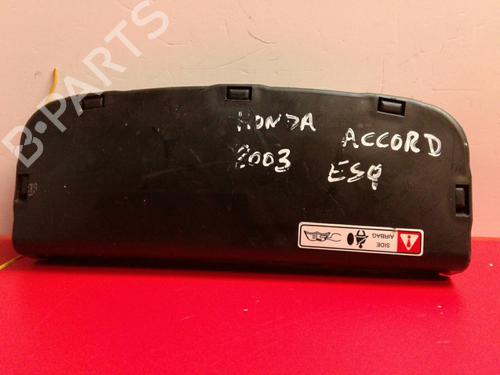 B-PARTS
HONDA ACCORD
2003 ESQ
SIDE
AIRBAG